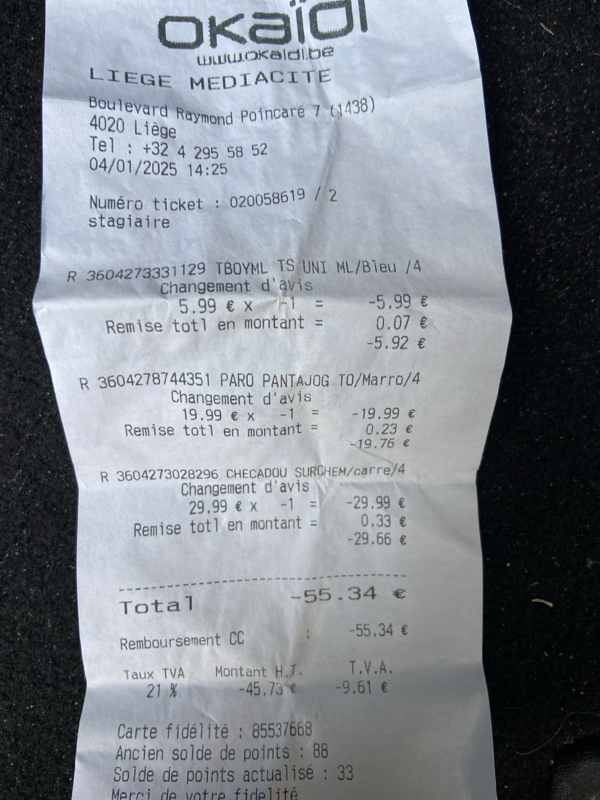 okaïdi
www.okaidi.be
LIEGE MEDIACITE
Boulevard Raymond Poincaré 7 (1438)
4020 Liège
Tel : +32 4 295 58 52
04/01/2025 14:25
Numéro ticket : 020058619 / 2
stagiaire
R 3604273331129 TBOYML TS UNI ML/Bleu /4
Changement d'avis
5.99 € x -1 = -5.99 €
Remise totl en montant = 0.07 €
-5.92 €
R 3604278744351 PARO PANTAJOG TO/Marro/4
Changement d'avis
19.99 € x -1 = -19.99 €
Remise totl en montant = 0.23 €
-19.76 €
R 3604273028296 CHECADOU SURCHEM/carre/4
Changement d'avis
29.99 € x -1 = -29.99 €
Remise totl en montant = 0.33 €
-29.66 €
Total -55.34 €
Remboursement CC : -55.34 €
Taux TVA Montant H.T. T.V.A.
21 % -45.73 € -9.61 €
Carte fidélité : 85537668
Ancien solde de points : 88
Solde de points actualisé : 33
Merci de votre fidelité